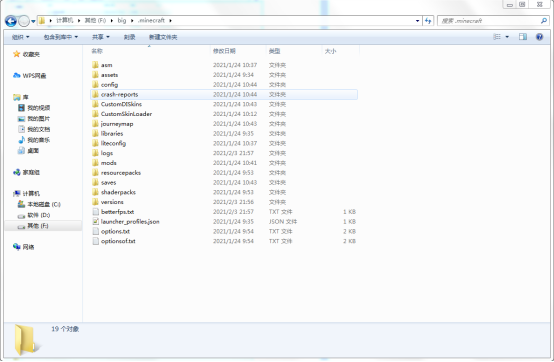 计算机 ▸ 其他 (F:) ▸ big ▸ .minecraft ▸
搜索 .minecraft
组织 包含到库中 共享 刻录 新建文件夹
名称 修改日期 类型 大小
收藏夹
WPS网盘
库
我的视频
我的图片
我的文档
我的音乐
桌面
家庭组
计算机
本地磁盘 (C:)
软件 (D:)
其他 (F:)
网络
asm 2021/1/24 10:37 文件夹
assets 2021/1/24 9:34 文件夹
config 2021/1/24 10:44 文件夹
crash-reports 2021/1/24 10:44 文件夹
CustomDISkins 2021/1/24 10:43 文件夹
CustomSkinLoader 2021/1/24 10:12 文件夹
journeymap 2021/1/24 10:43 文件夹
libraries 2021/1/24 9:35 文件夹
liteconfig 2021/1/24 10:37 文件夹
logs 2021/2/3 21:57 文件夹
mods 2021/1/24 10:41 文件夹
resourcepacks 2021/1/24 9:53 文件夹
saves 2021/1/24 10:43 文件夹
shaderpacks 2021/1/24 9:53 文件夹
versions 2021/2/3 21:56 文件夹
betterfps.txt 2021/2/3 21:57 TXT 文件 1 KB
launcher_profiles.json 2021/1/24 9:35 JSON 文件 1 KB
options.txt 2021/1/24 9:54 TXT 文件 2 KB
optionsof.txt 2021/1/24 9:54 TXT 文件 2 KB
19 个对象